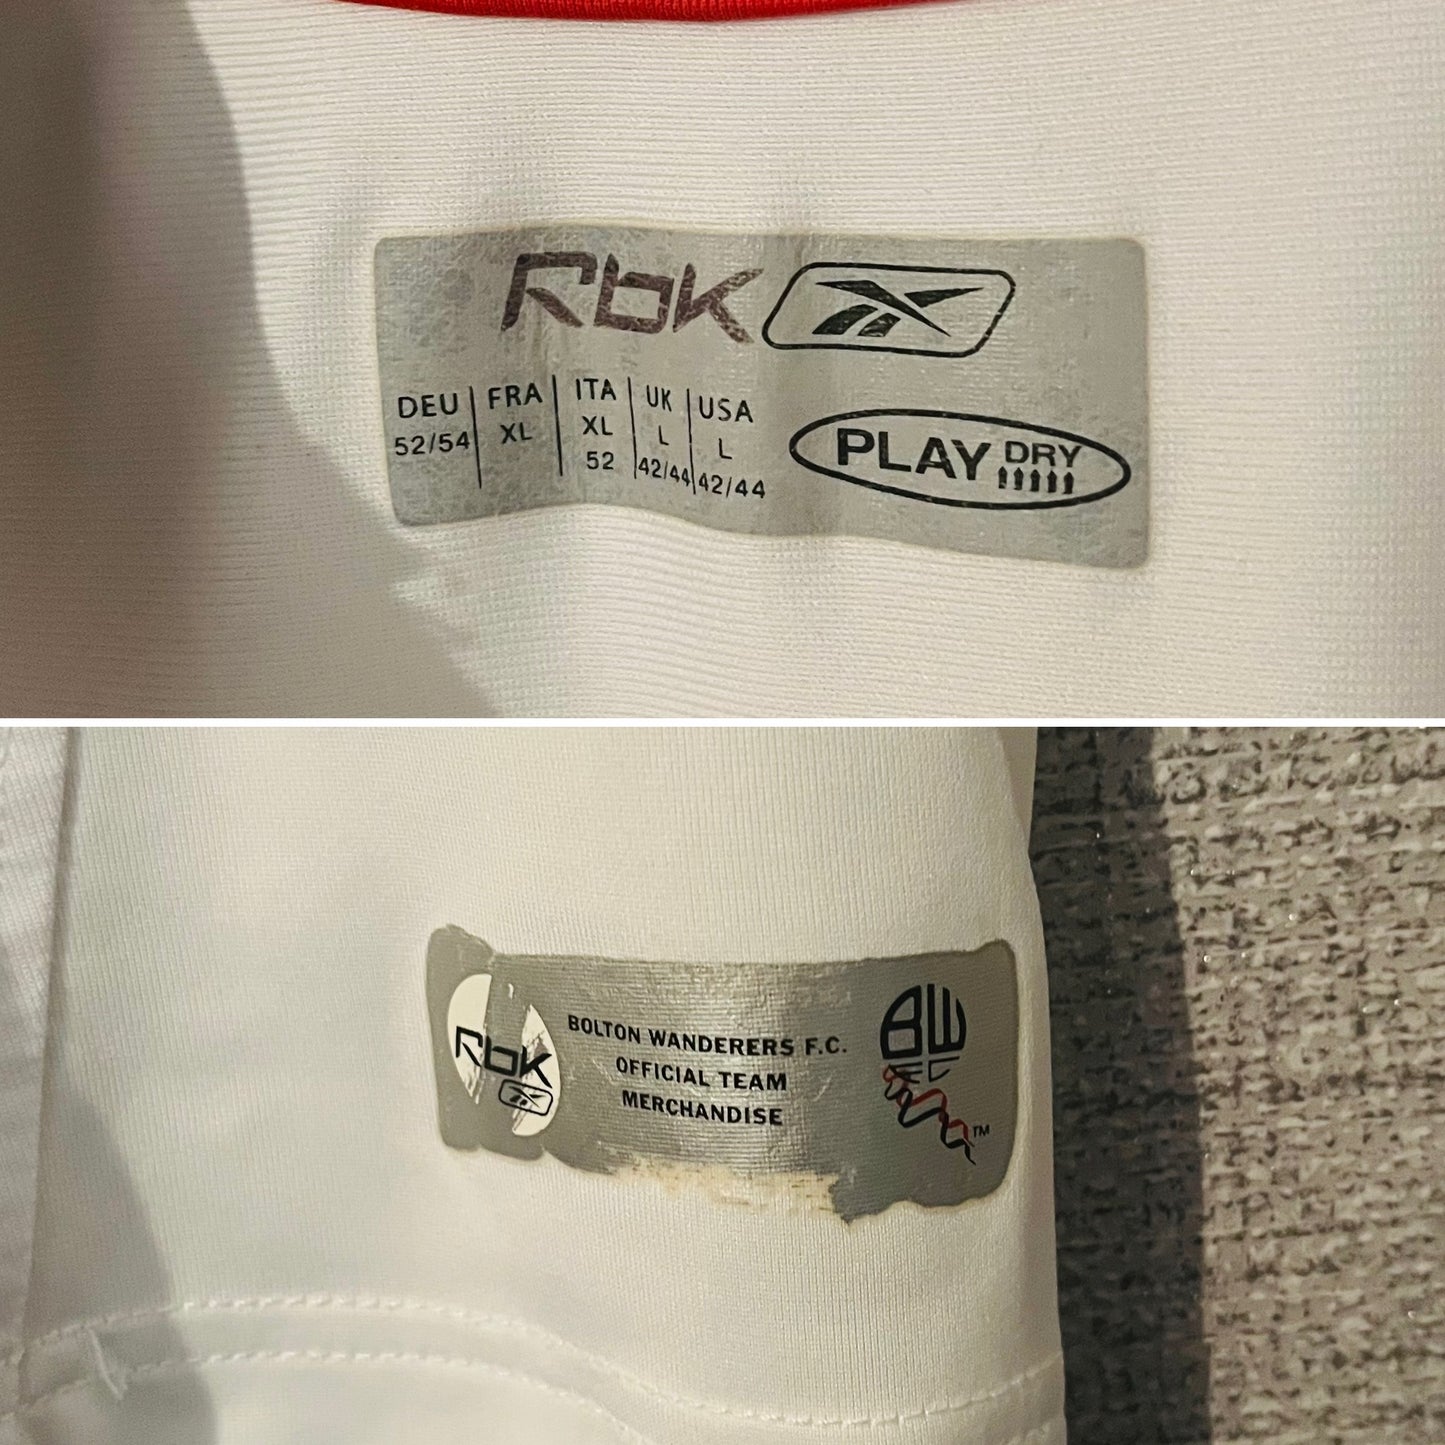 Rbk
DEU FRA ITA UK USA
52/54 XL XL L L
52 42/44 42/44
PLAY DRY
Rbk
BOLTON WANDERERS F.C.
OFFICIAL TEAM
MERCHANDISE
BW
FC
TM